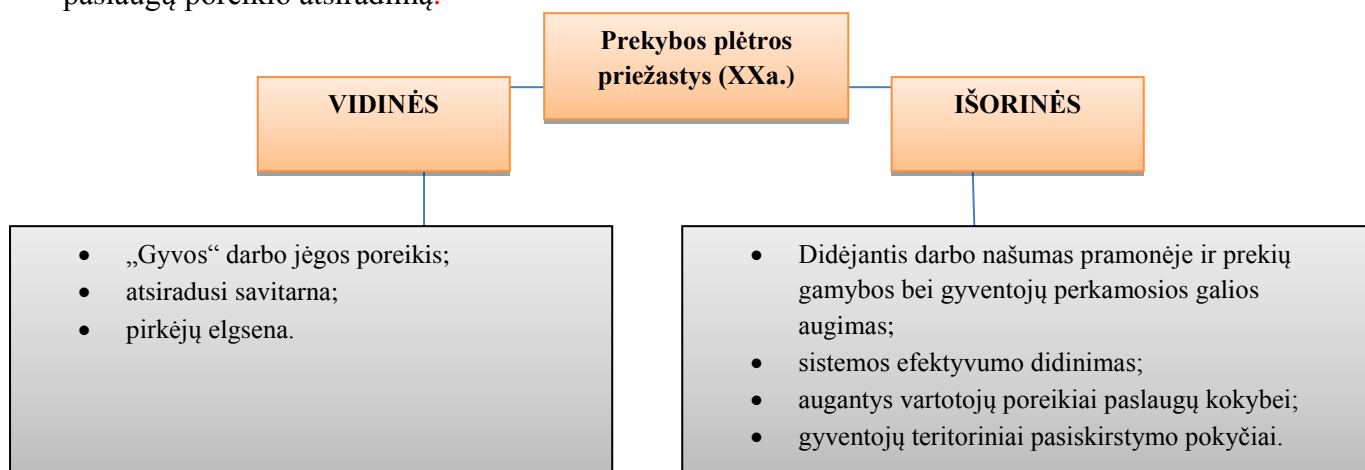 paslaugų poreikio atsiradimą.
Prekybos plėtros
priežastys (XXa.)
VIDINĖS
IŠORINĖS
• „Gyvos“ darbo jėgos poreikis;
• atsiradusi savitarna;
• pirkėjų elgsena.
• Didėjantis darbo našumas pramonėje ir prekių
gamybos bei gyventojų perkamosios galios
augimas;
• sistemos efektyvumo didinimas;
• augantys vartotojų poreikiai paslaugų kokybei;
• gyventojų teritoriniai pasiskirstymo pokyčiai.